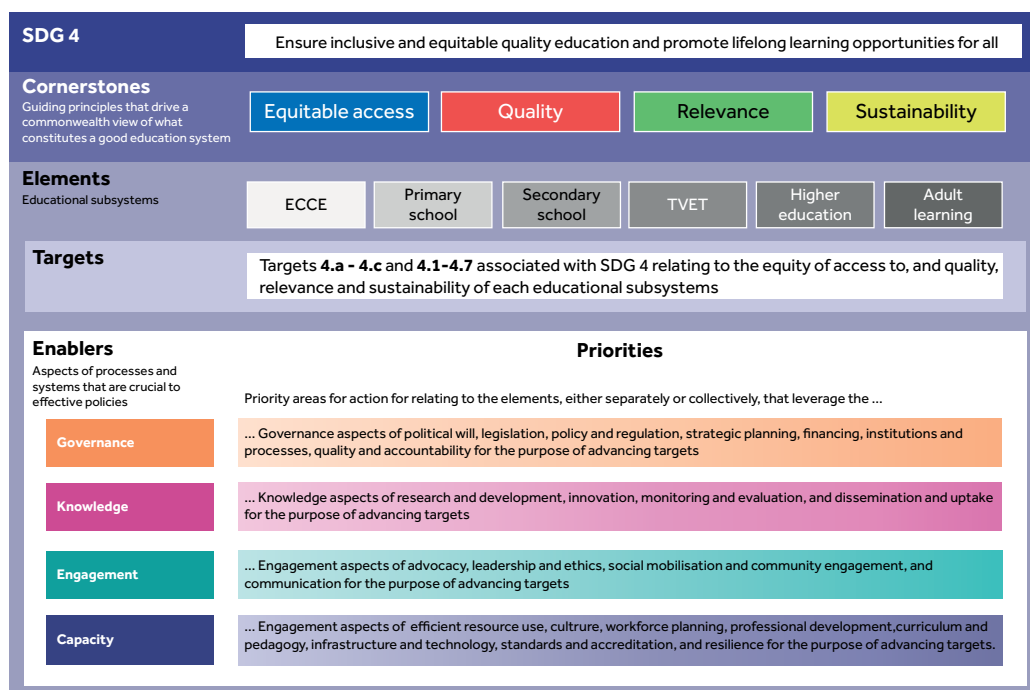 SDG 4
Ensure inclusive and equitable quality education and promote lifelong learning opportunities for all
Cornerstones
Guiding principles that drive a
commonwealth view of what
constitutes a good education system
Equitable access
Quality
Relevance
Sustainability
Elements
Educational subsystems
ECCE
Primary
school
Secondary
school
TVET
Higher
education
Adult
learning
Targets
Targets 4.a - 4.c and 4.1-4.7 associated with SDG 4 relating to the equity of access to, and quality,
relevance and sustainability of each educational subsystems
Enablers
Aspects of processes and
systems that are crucial to
effective policies
Priorities
Priority areas for action for relating to the elements, either separately or collectively, that leverage the ...
Governance
... Governance aspects of political will, legislation, policy and regulation, strategic planning, financing, institutions and
processes, quality and accountability for the purpose of advancing targets
Knowledge
... Knowledge aspects of research and development, innovation, monitoring and evaluation, and dissemination and uptake
for the purpose of advancing targets
Engagement
... Engagement aspects of advocacy, leadership and ethics, social mobilisation and community engagement, and
communication for the purpose of advancing targets
Capacity
... Engagement aspects of efficient resource use, cultrure, workforce planning, professional development,curriculum and
pedagogy, infrastructure and technology, standards and accreditation, and resilience for the purpose of advancing targets.